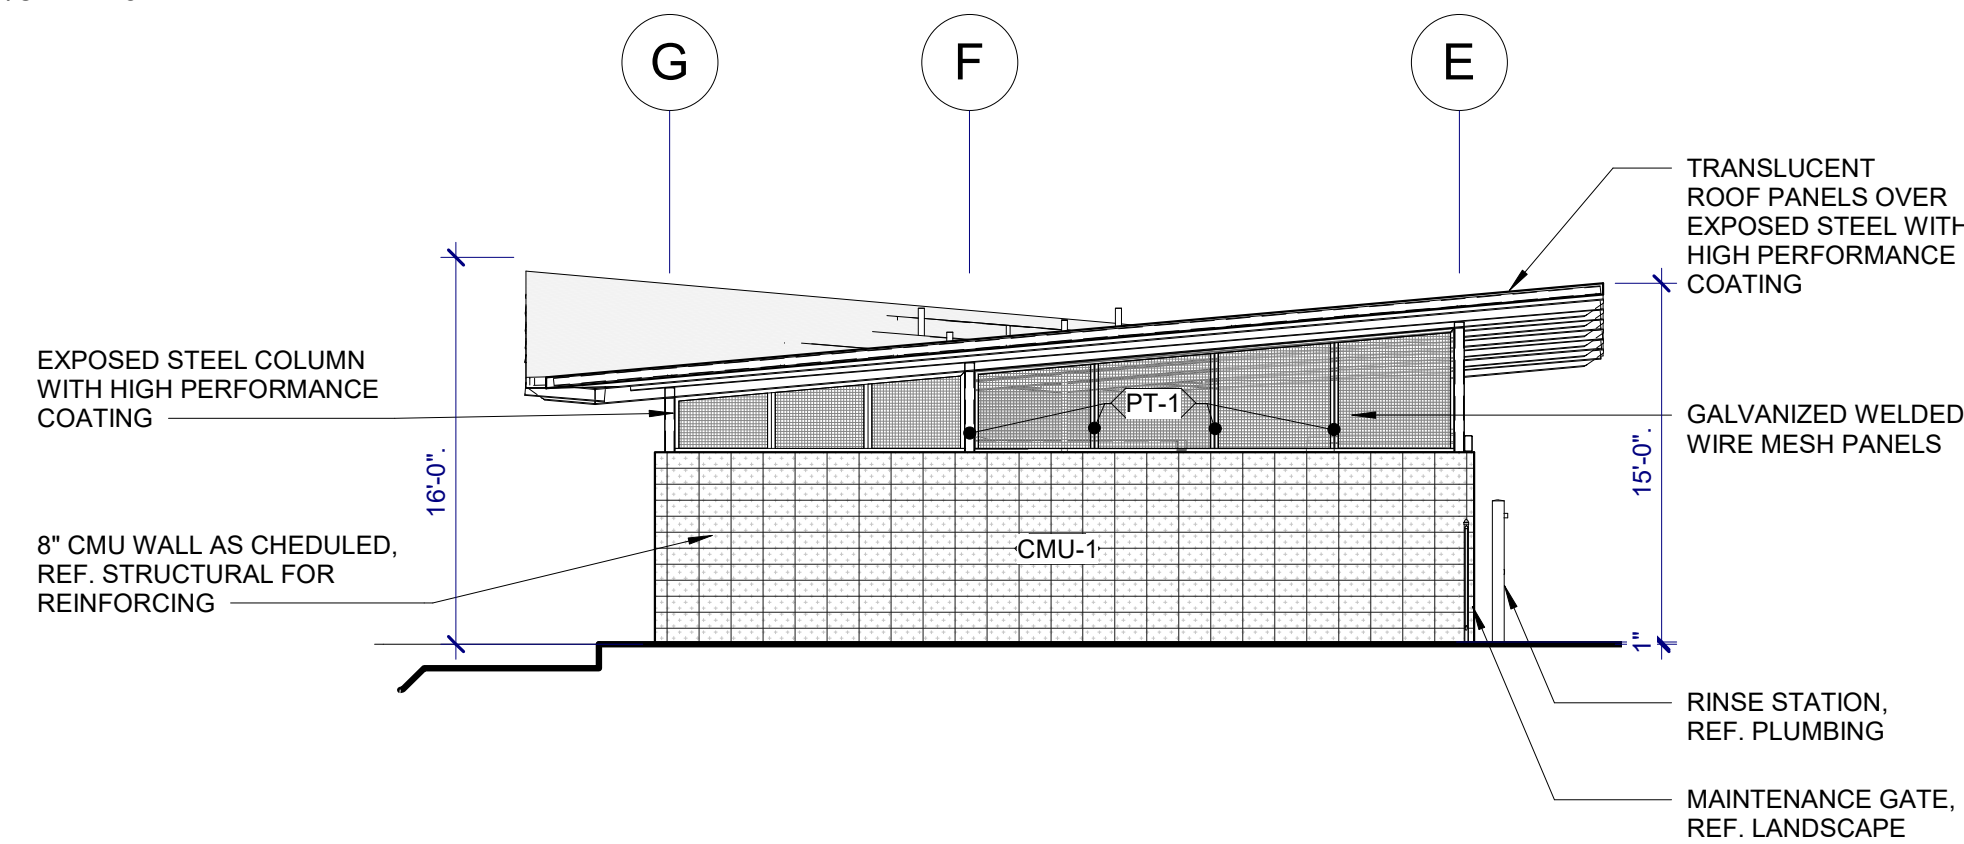 G
F
E
TRANSLUCENT
ROOF PANELS OVER
EXPOSED STEEL WITH
HIGH PERFORMANCE
COATING
EXPOSED STEEL COLUMN
WITH HIGH PERFORMANCE
COATING
PT-1
GALVANIZED WELDED
WIRE MESH PANELS
16'-0".
15'-0".
8" CMU WALL AS CHEDULED,
REF. STRUCTURAL FOR
REINFORCING
CMU-1
1"
RINSE STATION,
REF. PLUMBING
MAINTENANCE GATE,
REF. LANDSCAPE